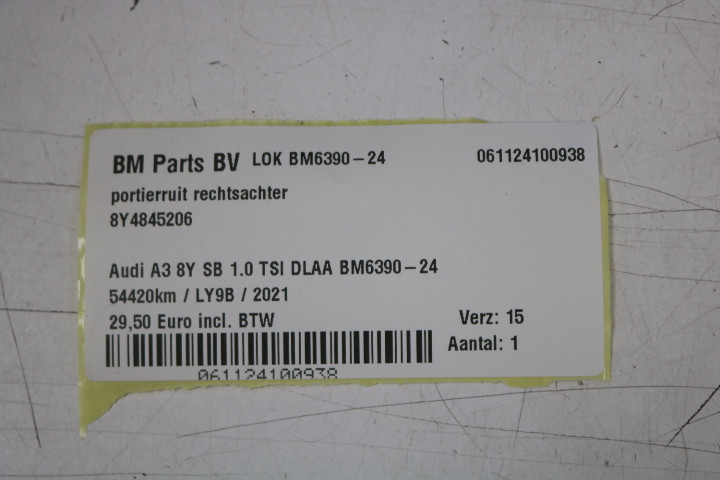 BM Parts BV LOK BM6390-24 061124100938
portierruit rechtsachter
8Y4845206
Audi A3 8Y SB 1.0 TSI DLAA BM6390-24
54420km / LY9B / 2021
29,50 Euro incl. BTW Verz: 15
Aantal: 1
061124100938